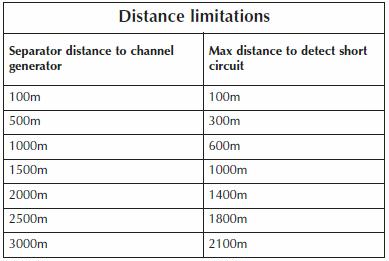 Distance limitations
Separator distance to channel generator
Max distance to detect short circuit
100m 100m
500m 300m
1000m 600m
1500m 1000m
2000m 1400m
2500m 1800m
3000m 2100m